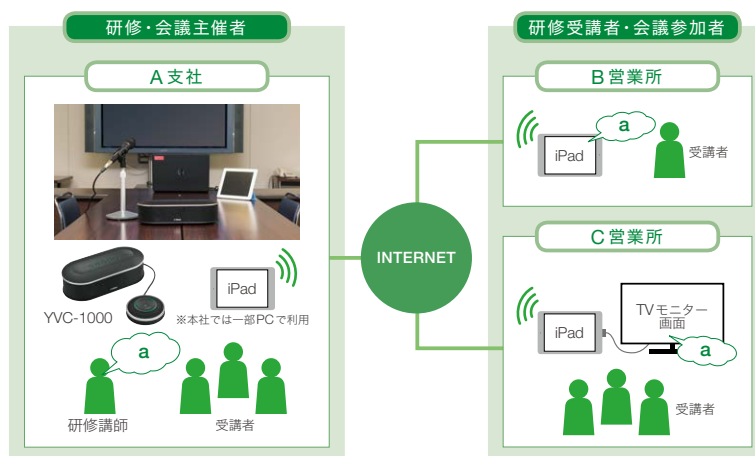 研修・会議主催者
A支社
YVC-1000
iPad
※本社では一部PCで利用
a
研修講師
受講者
INTERNET
研修受講者・会議参加者
B営業所
iPad
a
受講者
C営業所
iPad
TVモニター
画面
a
受講者